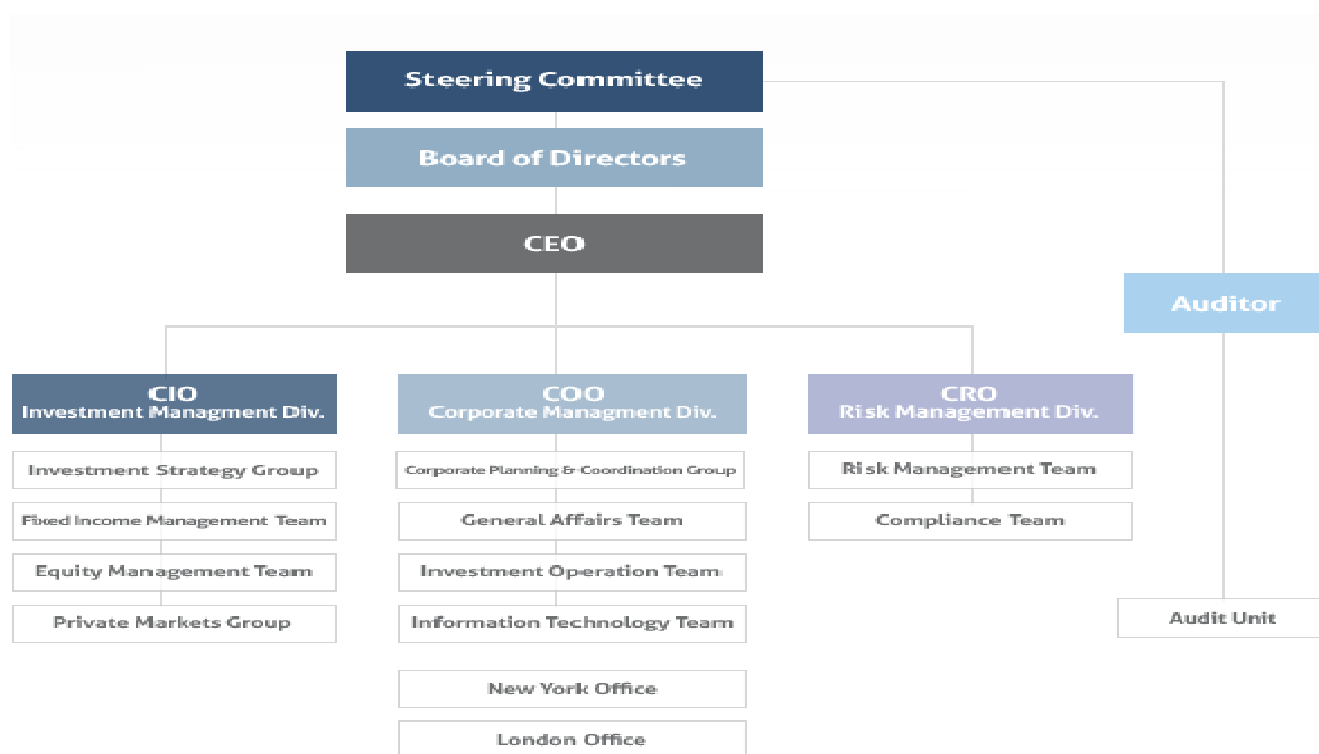 Steering Committee
Board of Directors
CEO
Auditor
CIO
Investment Managment Div.
COO
Corporate Managment Div.
CRO
Risk Management Div.
Investment Strategy Group
Corporate Planning & Coordination Group
Risk Management Team
Fixed Income Management Team
General Affairs Team
Compliance Team
Equity Management Team
Investment Operation Team
Private Markets Group
Information Technology Team
Audit Unit
New York Office
London Office